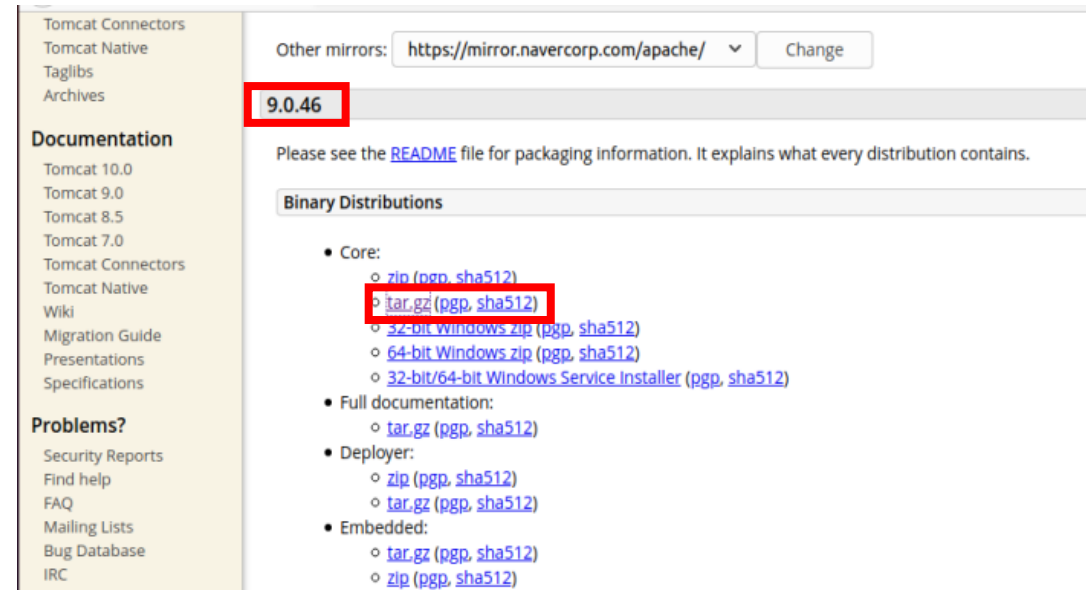 Tomcat Connectors
Tomcat Native
Taglibs
Archives
Documentation
Tomcat 10.0
Tomcat 9.0
Tomcat 8.5
Tomcat 7.0
Tomcat Connectors
Tomcat Native
Wiki
Migration Guide
Presentations
Specifications
Problems?
Security Reports
Find help
FAQ
Mailing Lists
Bug Database
IRC
Other mirrors: https://mirror.navercorp.com/apache/ Change
9.0.46
Please see the README file for packaging information. It explains what every distribution contains.
Binary Distributions
• Core:
○ zip (pgp, sha512)
○ tar.gz (pgp, sha512)
○ 32-bit Windows zip (pgp, sha512)
○ 64-bit Windows zip (pgp, sha512)
○ 32-bit/64-bit Windows Service Installer (pgp, sha512)
• Full documentation:
○ tar.gz (pgp, sha512)
• Deployer:
○ zip (pgp, sha512)
○ tar.gz (pgp, sha512)
• Embedded:
○ tar.gz (pgp, sha512)
○ zip (pgp, sha512)